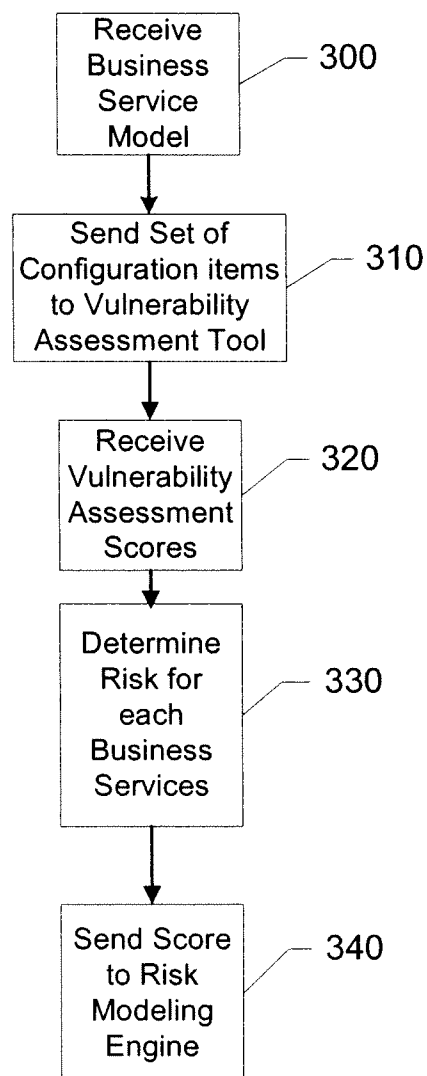 Receive
Business
Service
Model
300
Send Set of
Configuration items
to Vulnerability
Assessment Tool
310
Receive
Vulnerability
Assessment
Scores
320
Determine
Risk for
each
Business
Services
330
Send Score
to Risk
Modeling
Engine
340